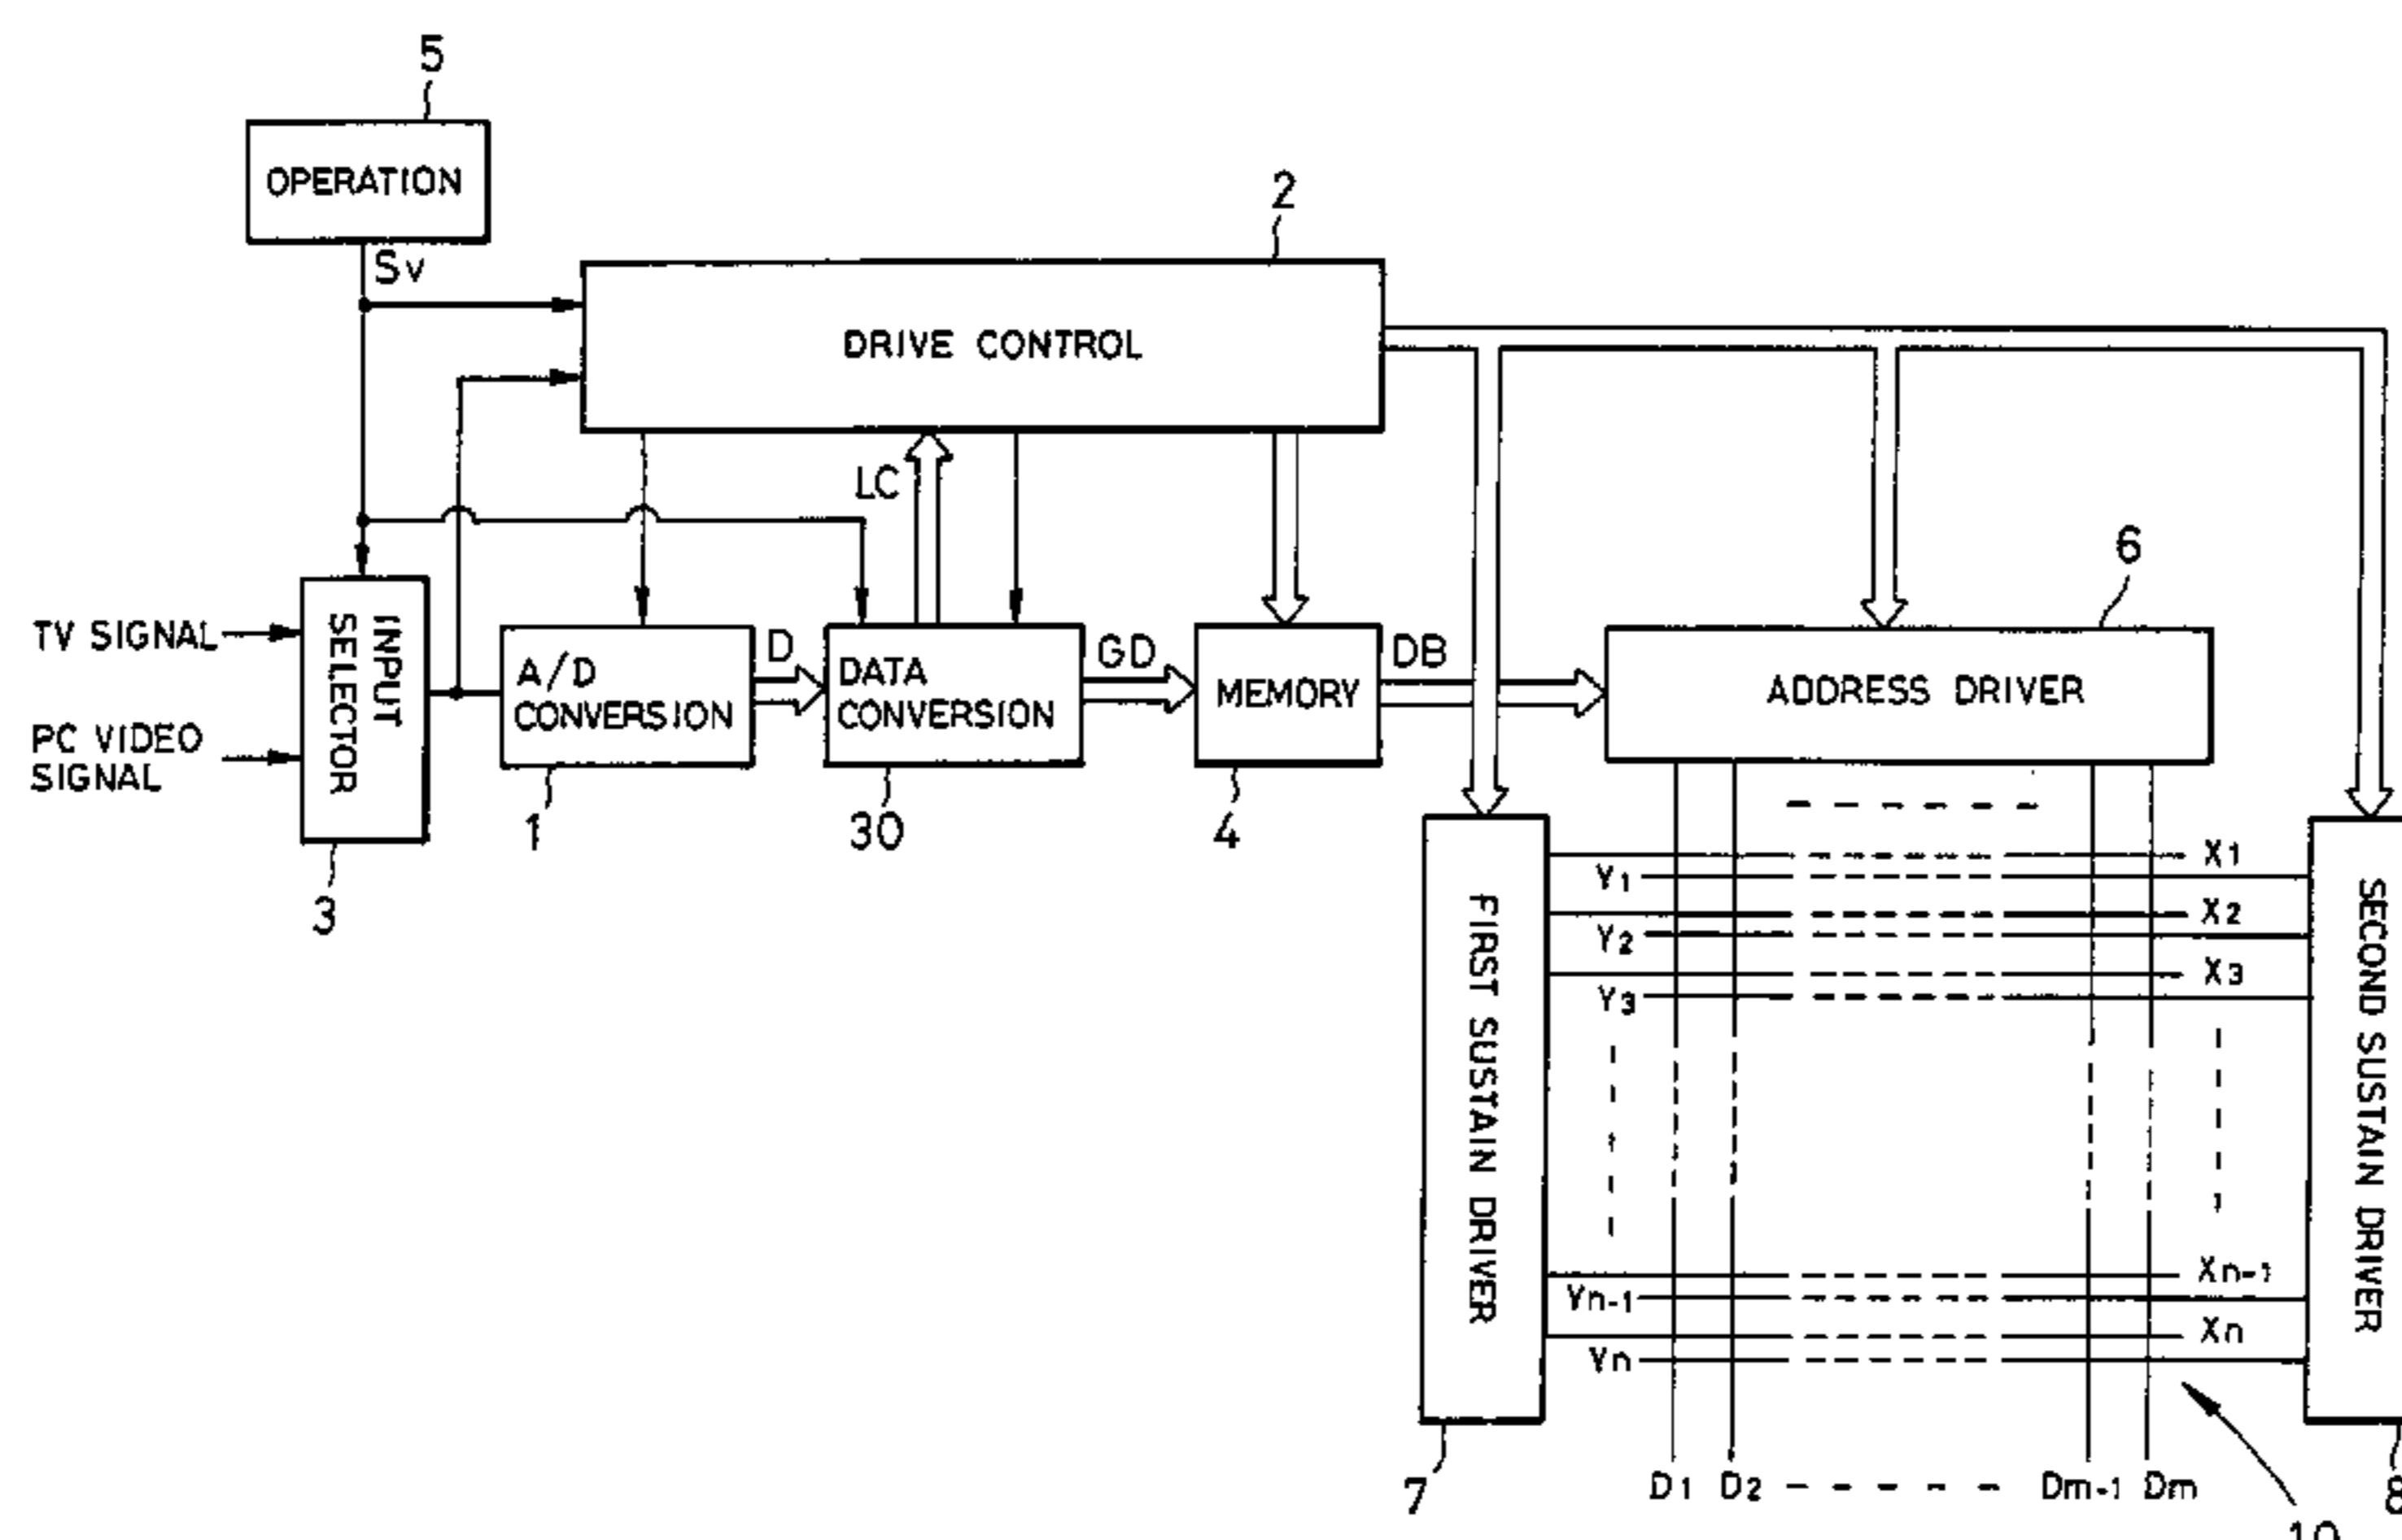 5
OPERATION
Sv
2
DRIVE CONTROL
LC
6
TV SIGNAL
PC VIDEO
SIGNAL
INPUT
SELECTOR
3
A/D
CONVERSION
1
D
DATA
CONVERSION
30
GD
MEMORY
4
DB
ADDRESS DRIVER
FIRST SUSTAIN DRIVER
7
SECOND SUSTAIN DRIVER
8
X1
Y1
X2
Y2
X3
Y3
Xn-1
Yn-1
Xn
Yn
D1 D2 Dm-1 Dm
10